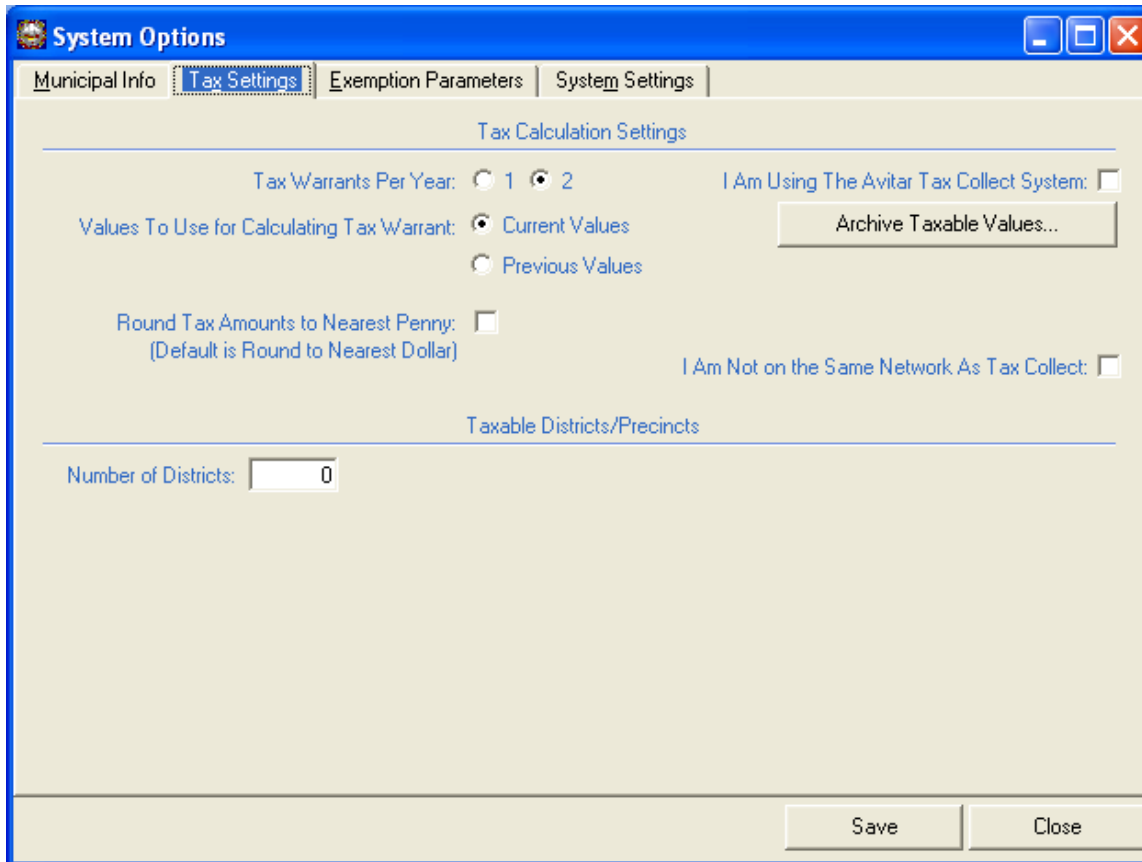 System Options
Municipal Info Tax Settings Exemption Parameters System Settings
Tax Calculation Settings
Tax Warrants Per Year: 1 2 I Am Using The Avitar Tax Collect System:
Values To Use for Calculating Tax Warrant: Current Values Archive Taxable Values...
Previous Values
Round Tax Amounts to Nearest Penny:
(Default is Round to Nearest Dollar)
I Am Not on the Same Network As Tax Collect:
Taxable Districts/Precincts
Number of Districts: 0
Save Close